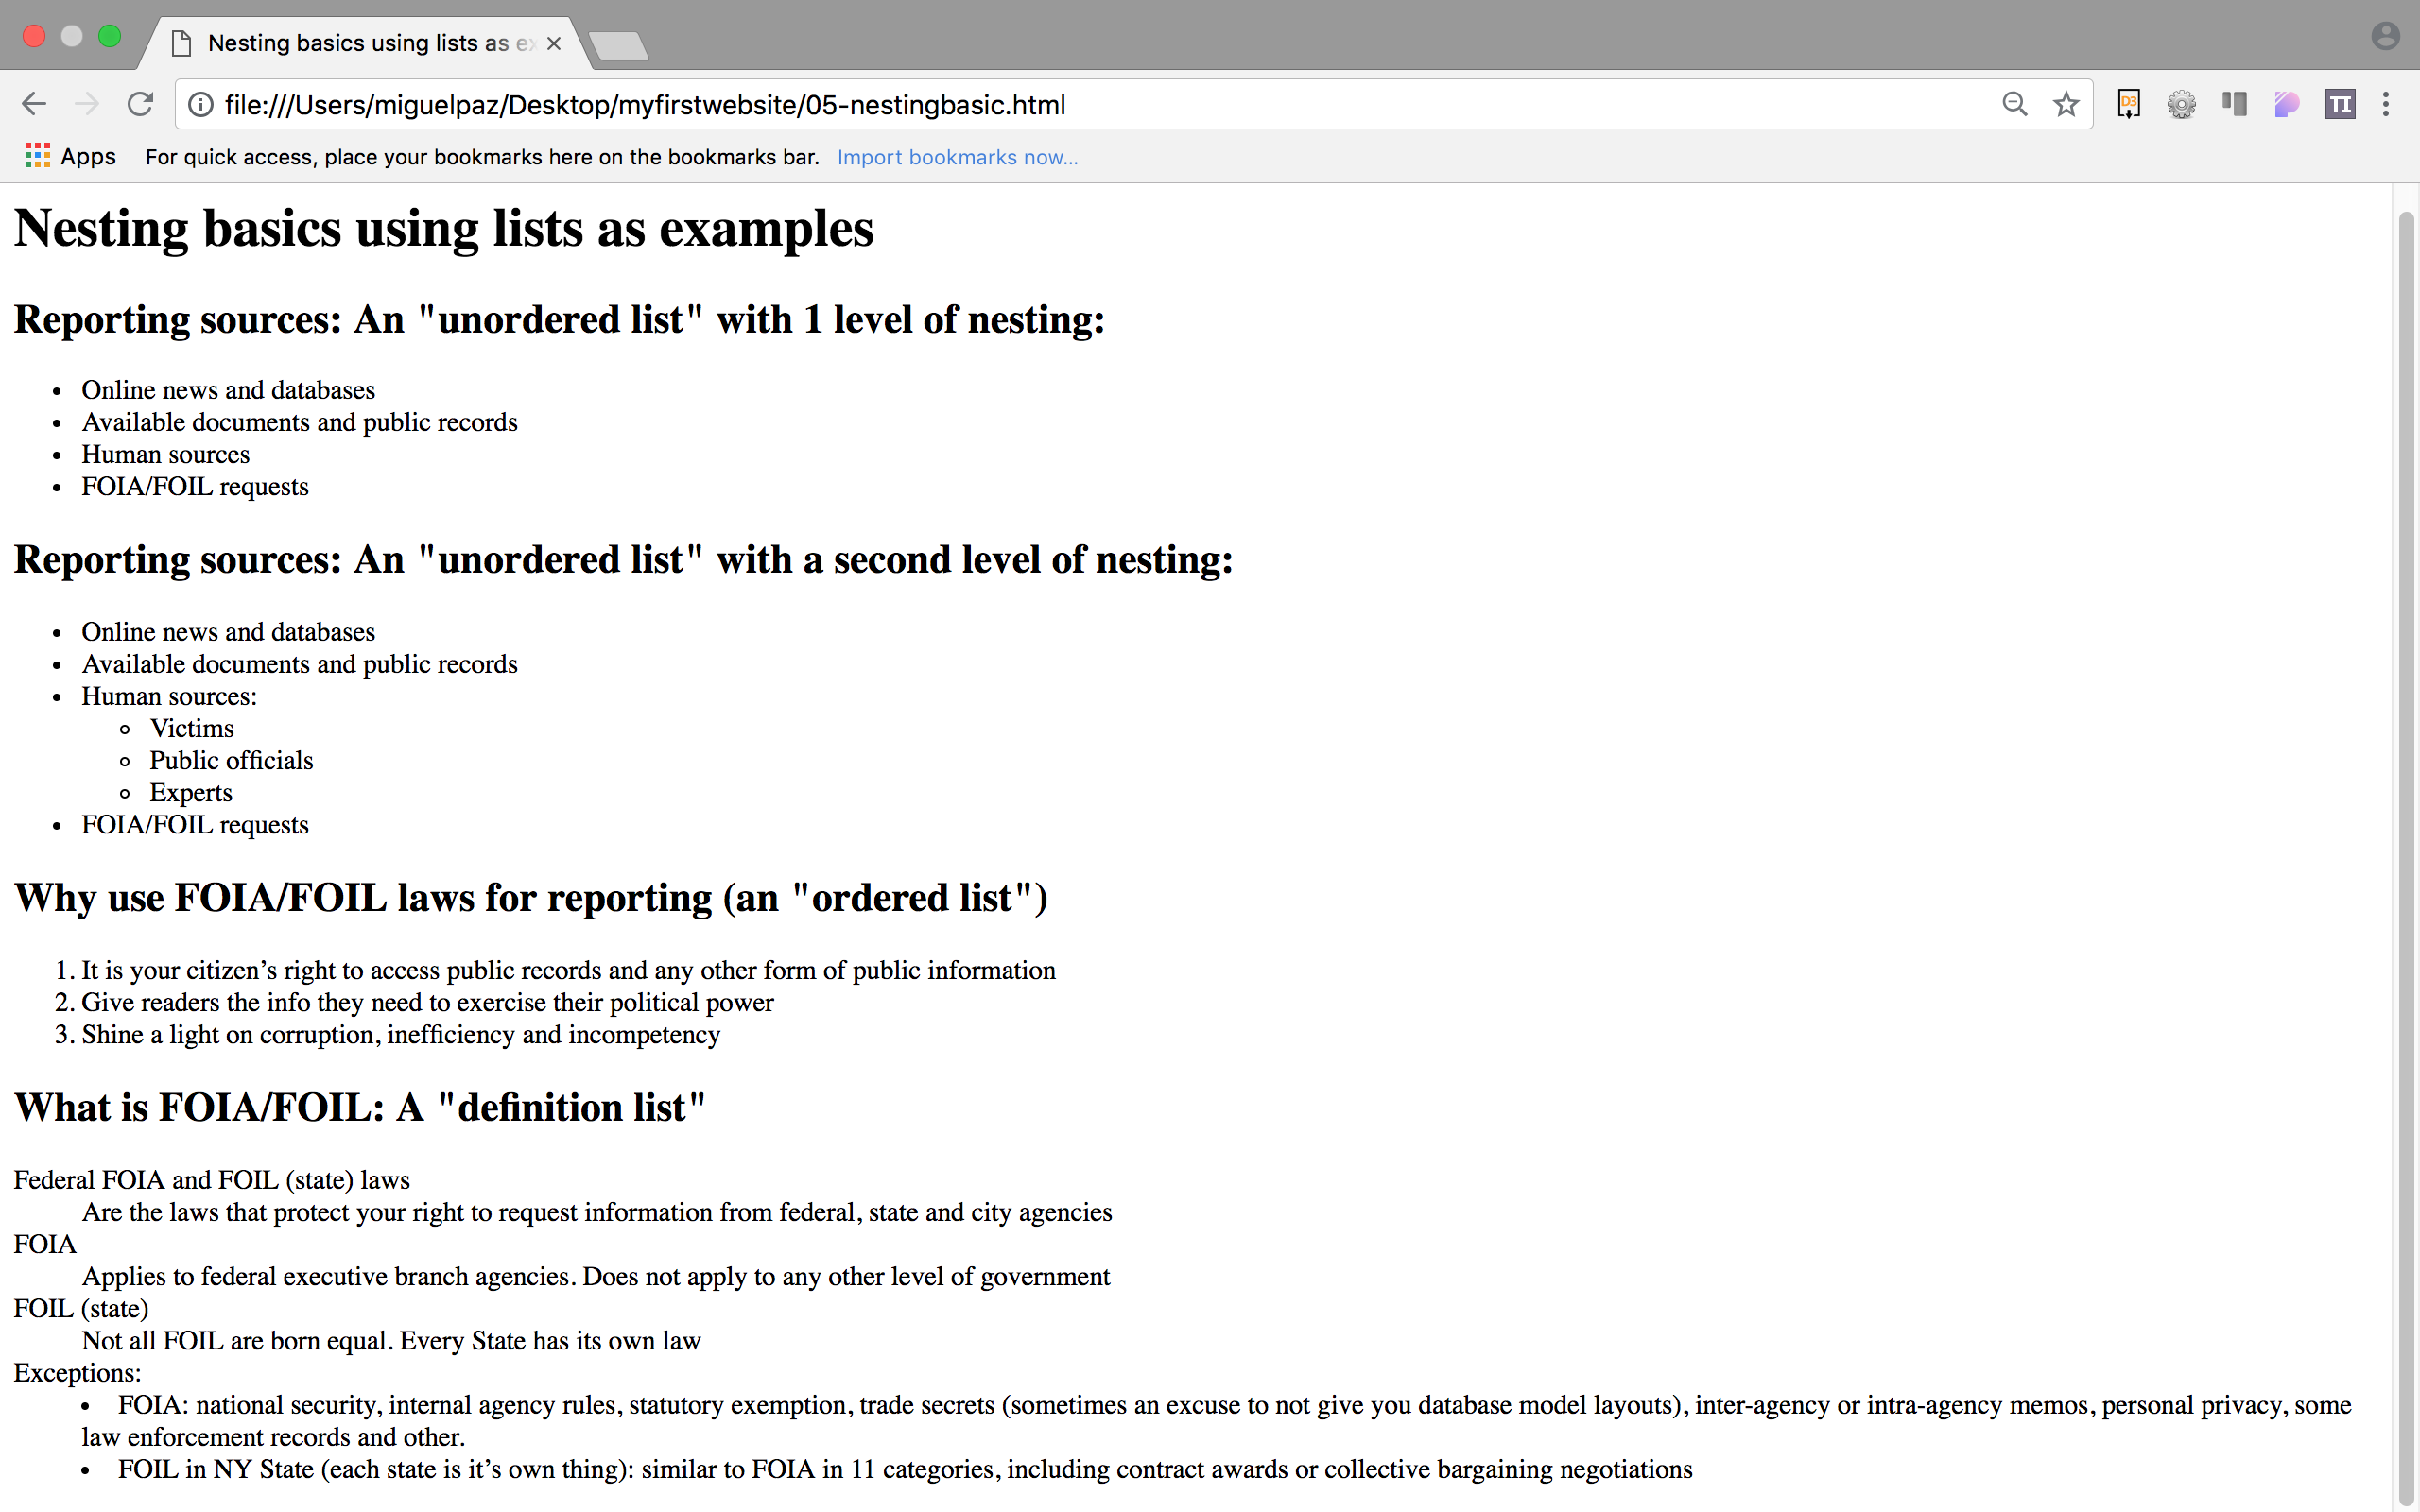 Nesting basics using lists as ex
file:///Users/miguelpaz/Desktop/myfirstwebsite/05-nestingbasic.html
D3
TI
Apps For quick access, place your bookmarks here on the bookmarks bar. Import bookmarks now...
Nesting basics using lists as examples
Reporting sources: An "unordered list" with 1 level of nesting:
• Online news and databases
• Available documents and public records
• Human sources
• FOIA/FOIL requests
Reporting sources: An "unordered list" with a second level of nesting:
• Online news and databases
• Available documents and public records
• Human sources:
◦ Victims
◦ Public officials
◦ Experts
• FOIA/FOIL requests
Why use FOIA/FOIL laws for reporting (an "ordered list")
1. It is your citizen’s right to access public records and any other form of public information
2. Give readers the info they need to exercise their political power
3. Shine a light on corruption, inefficiency and incompetency
What is FOIA/FOIL: A "definition list"
Federal FOIA and FOIL (state) laws
Are the laws that protect your right to request information from federal, state and city agencies
FOIA
Applies to federal executive branch agencies. Does not apply to any other level of government
FOIL (state)
Not all FOIL are born equal. Every State has its own law
Exceptions:
• FOIA: national security, internal agency rules, statutory exemption, trade secrets (sometimes an excuse to not give you database model layouts), inter-agency or intra-agency memos, personal privacy, some
law enforcement records and other.
• FOIL in NY State (each state is it’s own thing): similar to FOIA in 11 categories, including contract awards or collective bargaining negotiations